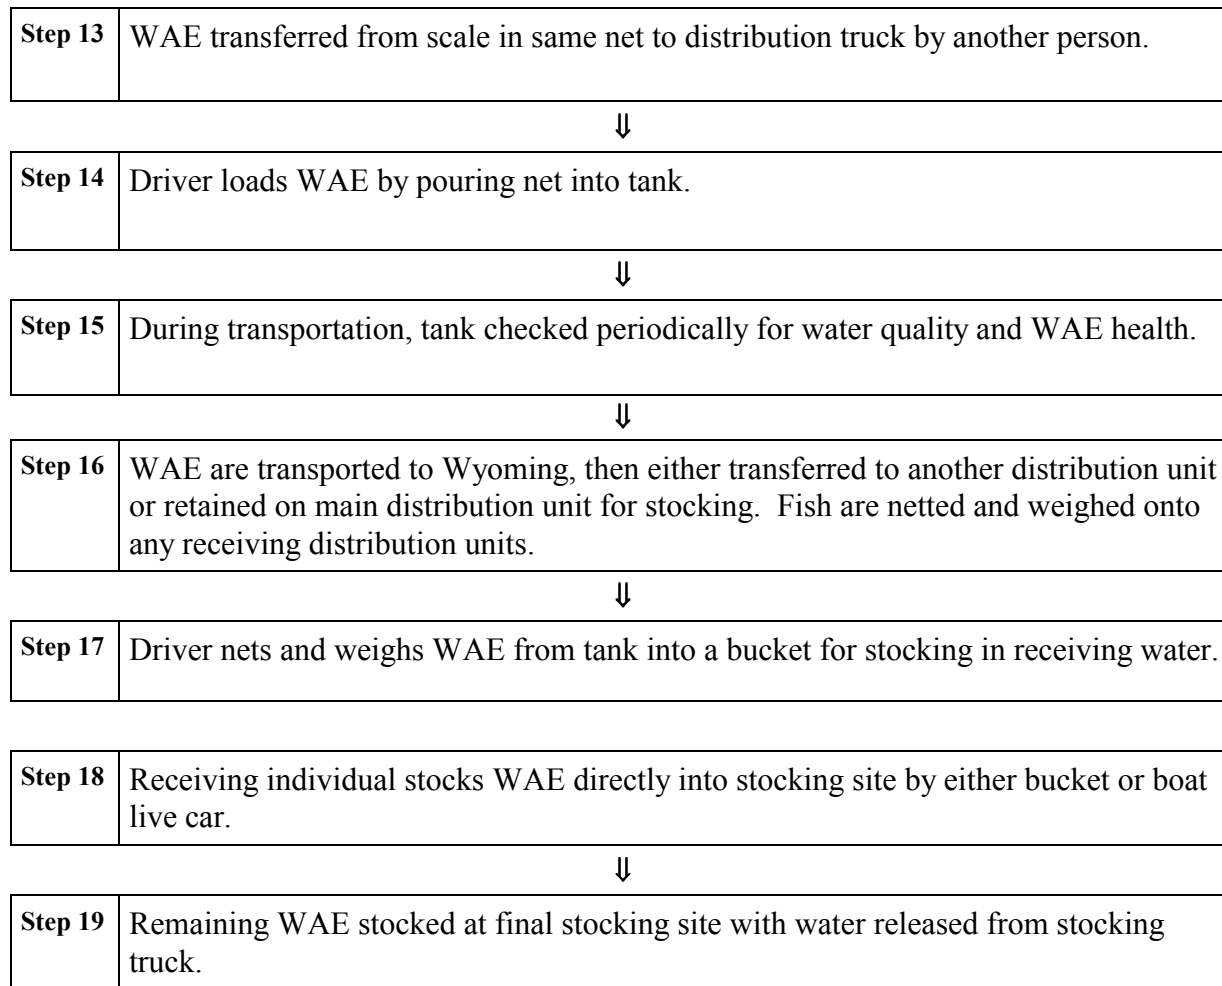 Step 13 WAE transferred from scale in same net to distribution truck by another person.
⇓
Step 14 Driver loads WAE by pouring net into tank.
⇓
Step 15 During transportation, tank checked periodically for water quality and WAE health.
⇓
Step 16 WAE are transported to Wyoming, then either transferred to another distribution unit
or retained on main distribution unit for stocking.  Fish are netted and weighed onto
any receiving distribution units.
⇓
Step 17 Driver nets and weighs WAE from tank into a bucket for stocking in receiving water.
Step 18 Receiving individual stocks WAE directly into stocking site by either bucket or boat
live car.
⇓
Step 19 Remaining WAE stocked at final stocking site with water released from stocking
truck.